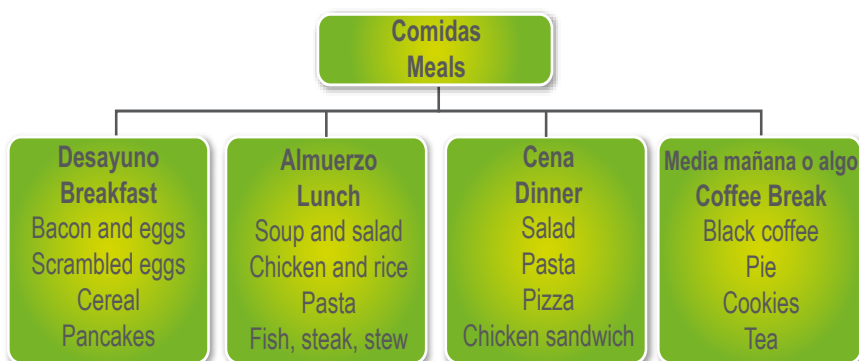 Comidas
Meals
Desayuno
Breakfast
Bacon and eggs
Scrambled eggs
Cereal
Pancakes
Almuerzo
Lunch
Soup and salad
Chicken and rice
Pasta
Fish, steak, stew
Cena
Dinner
Salad
Pasta
Pizza
Chicken sandwich
Media mañana o algo
Coffee Break
Black coffee
Pie
Cookies
Tea